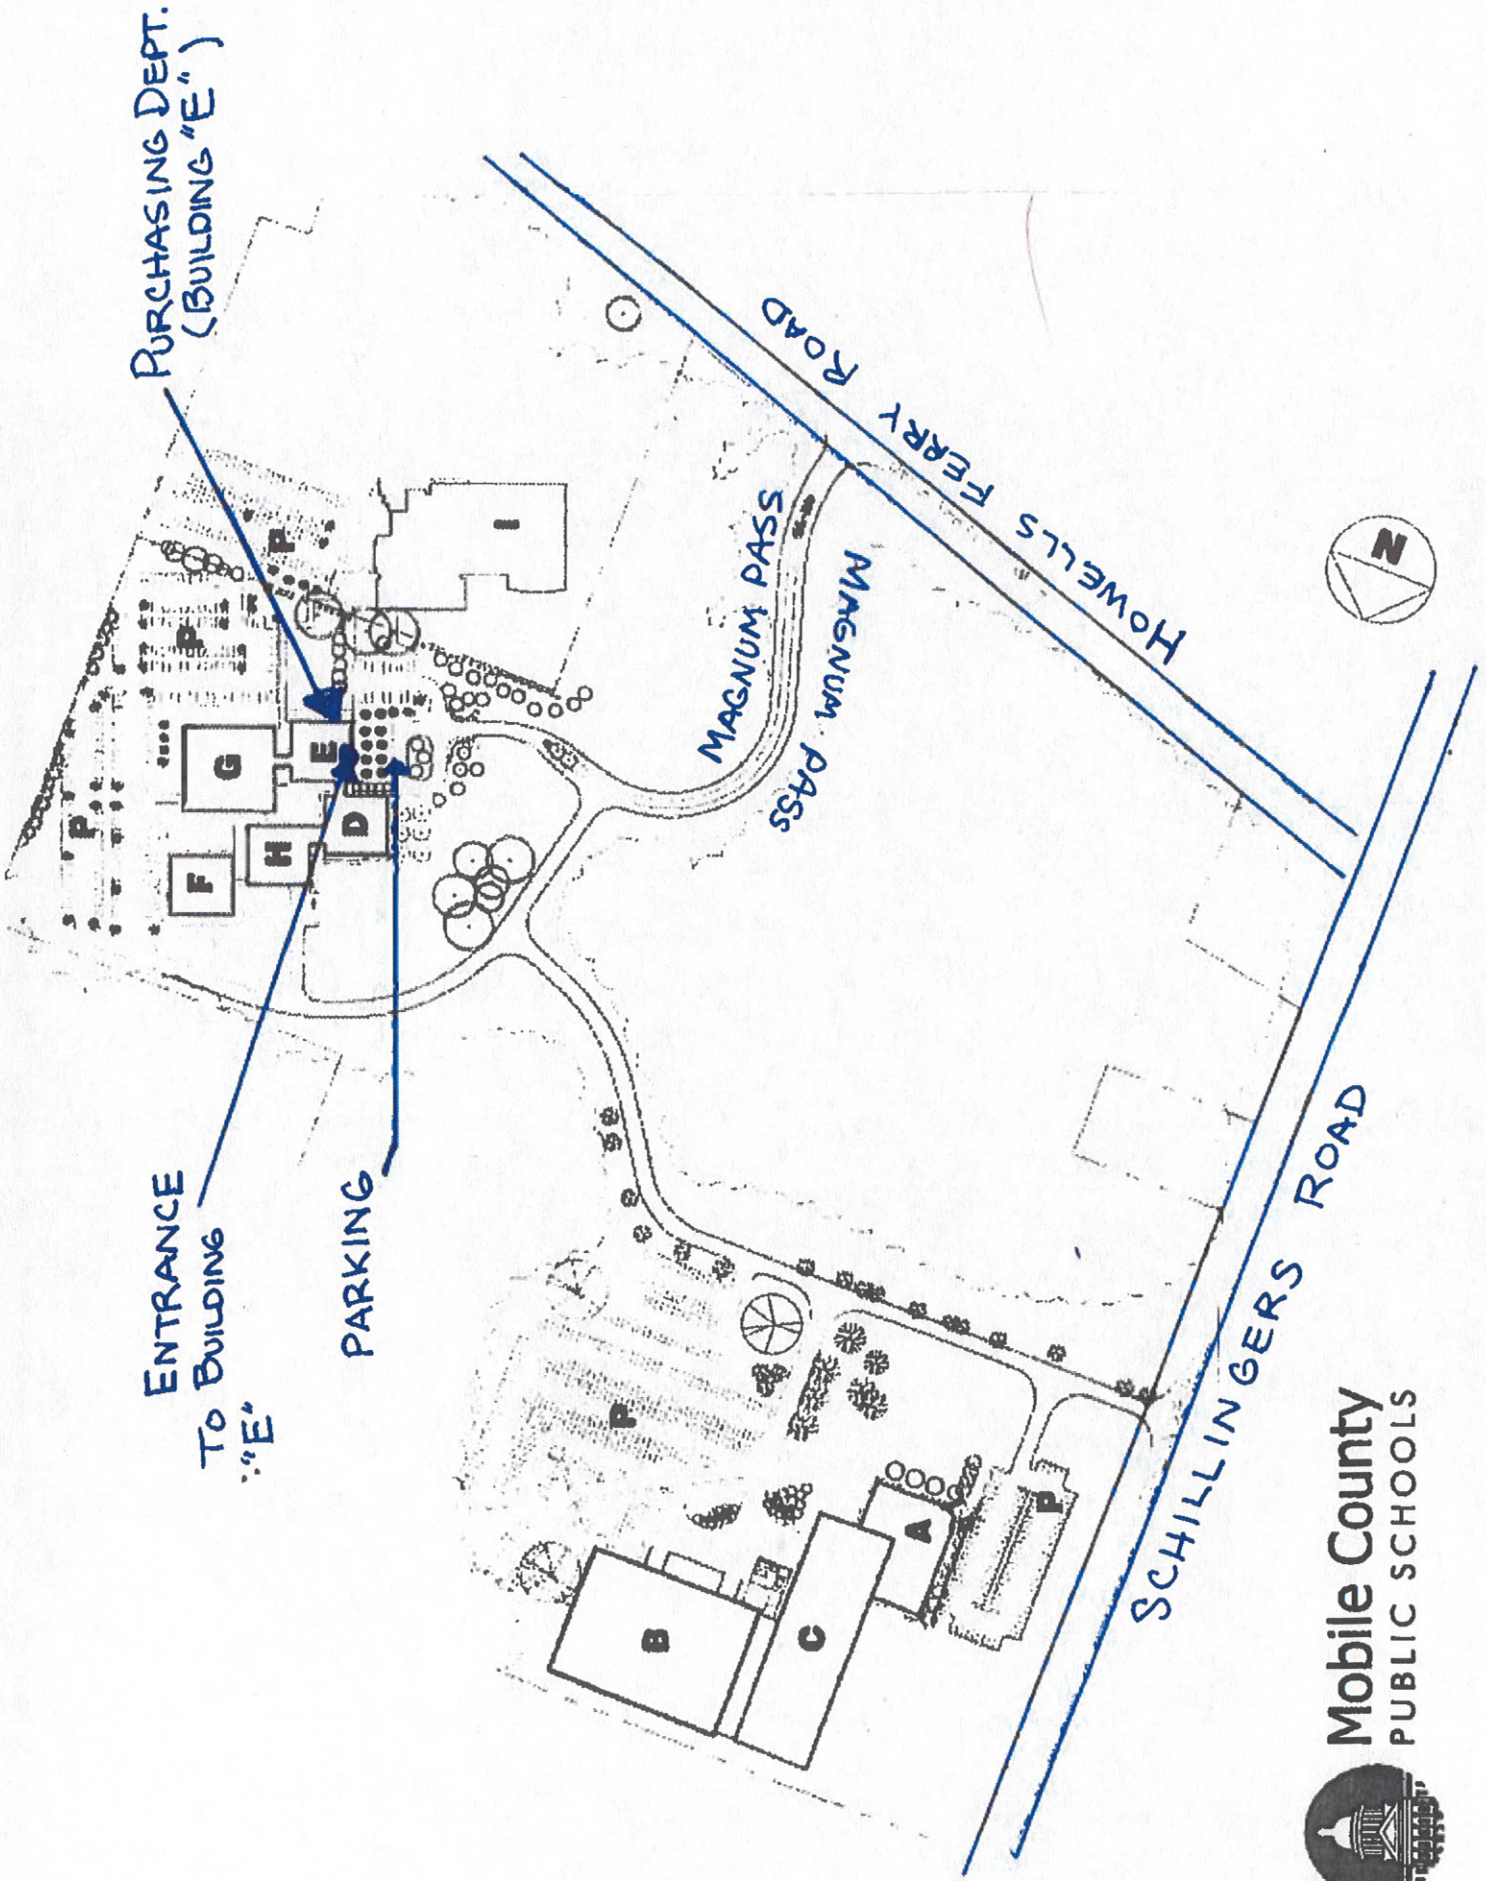 PURCHASING DEPT.
(BUILDING "E")
ENTRANCE
TO BUILDING
"E"
PARKING
P
P
P
P
G
E
F
H
D
I
MAGNUM PASS
MAGNUM PASS
HOWELLS FERRY ROAD
N
P
B
C
A
P
SCHILLINGERS ROAD
Mobile County
PUBLIC SCHOOLS